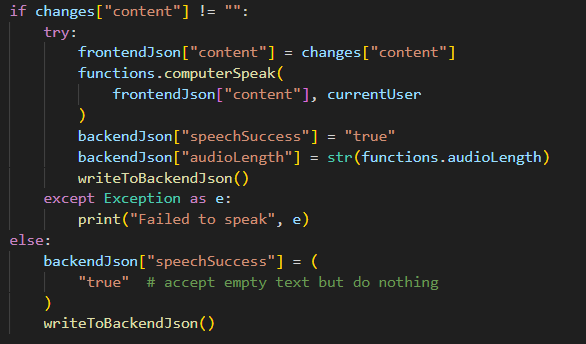 if changes["content"] != "":
    try:
        frontendJson["content"] = changes["content"]
        functions.computerSpeak(
            frontendJson["content"], currentUser
        )
        backendJson["speechSuccess"] = "true"
        backendJson["audioLength"] = str(functions.audioLength)
        writeToBackendJson()
    except Exception as e:
        print("Failed to speak", e)
else:
    backendJson["speechSuccess"] = (
        "true"  # accept empty text but do nothing
    )
    writeToBackendJson()